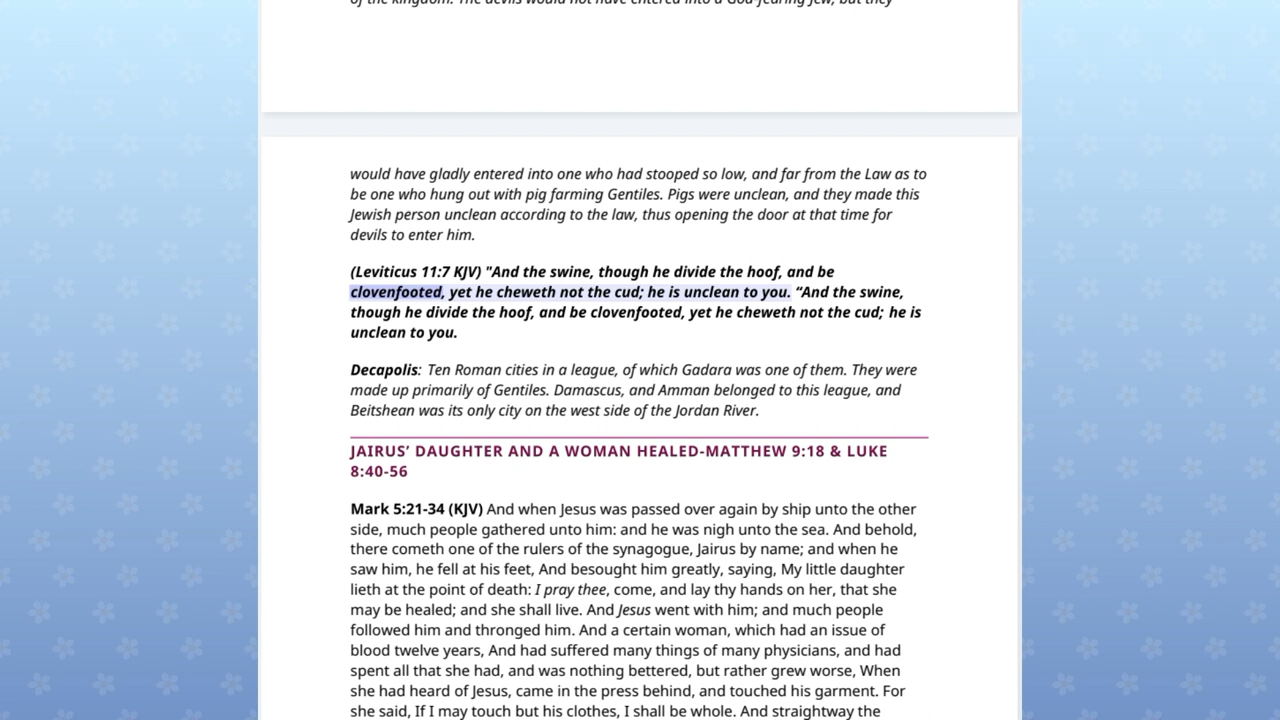 of the kingdom. The devils would not have entered into a God-fearing Jew, but they
would have gladly entered into one who had stooped so low, and far from the Law as to
be one who hung out with pig farming Gentiles. Pigs were unclean, and they made this
Jewish person unclean according to the law, thus opening the door at that time for
devils to enter him.
(Leviticus 11:7 KJV) "And the swine, though he divide the hoof, and be
clovenfooted, yet he cheweth not the cud; he is unclean to you. “And the swine,
though he divide the hoof, and be clovenfooted, yet he cheweth not the cud; he is
unclean to you.
Decapolis: Ten Roman cities in a league, of which Gadara was one of them. They were
made up primarily of Gentiles. Damascus, and Amman belonged to this league, and
Beitshean was its only city on the west side of the Jordan River.
JAIRUS’ DAUGHTER AND A WOMAN HEALED-MATTHEW 9:18 & LUKE
8:40-56
Mark 5:21-34 (KJV) And when Jesus was passed over again by ship unto the other
side, much people gathered unto him: and he was nigh unto the sea. And behold,
there cometh one of the rulers of the synagogue, Jairus by name; and when he
saw him, he fell at his feet, And besought him greatly, saying, My little daughter
lieth at the point of death: I pray thee, come, and lay thy hands on her, that she
may be healed; and she shall live. And Jesus went with him; and much people
followed him and thronged him. And a certain woman, which had an issue of
blood twelve years, And had suffered many things of many physicians, and had
spent all that she had, and was nothing bettered, but rather grew worse, When
she had heard of Jesus, came in the press behind, and touched his garment. For
she said, If I may touch but his clothes, I shall be whole. And straightway the